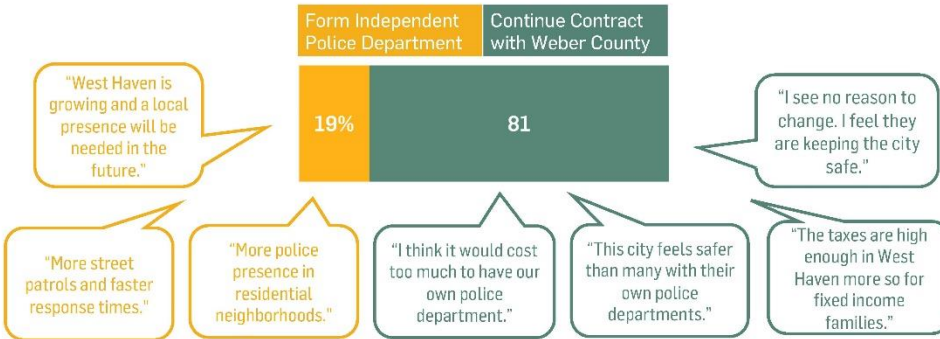 Form Independent
Police Department
Continue Contract
with Weber County
19%
81
"West Haven is
growing and a local
presence will be
needed in the
future."
"I see no reason to
change. I feel they
are keeping the city
safe."
"More street
patrols and faster
response times."
"More police
presence in
residential
neighborhoods."
"I think it would cost
too much to have our
own police
department."
"This city feels safer
than many with their
own police
departments."
"The taxes are high
enough in West
Haven more so for
fixed income
families."